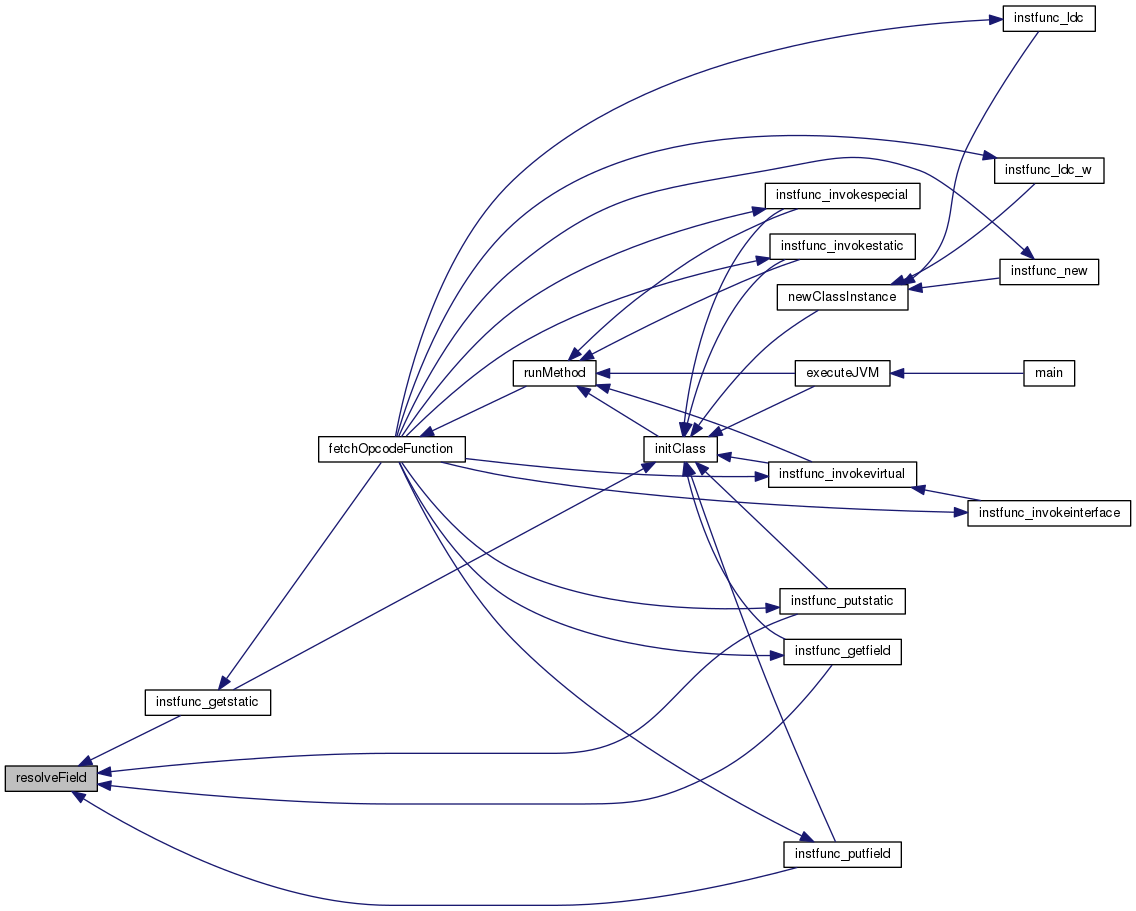 instfunc_ldc
instfunc_ldc_w
instfunc_invokespecial
instfunc_invokestatic
instfunc_new
newClassInstance
runMethod
executeJVM
main
fetchOpcodeFunction
initClass
instfunc_invokevirtual
instfunc_invokeinterface
instfunc_putstatic
instfunc_getfield
instfunc_getstatic
resolveField
instfunc_putfield